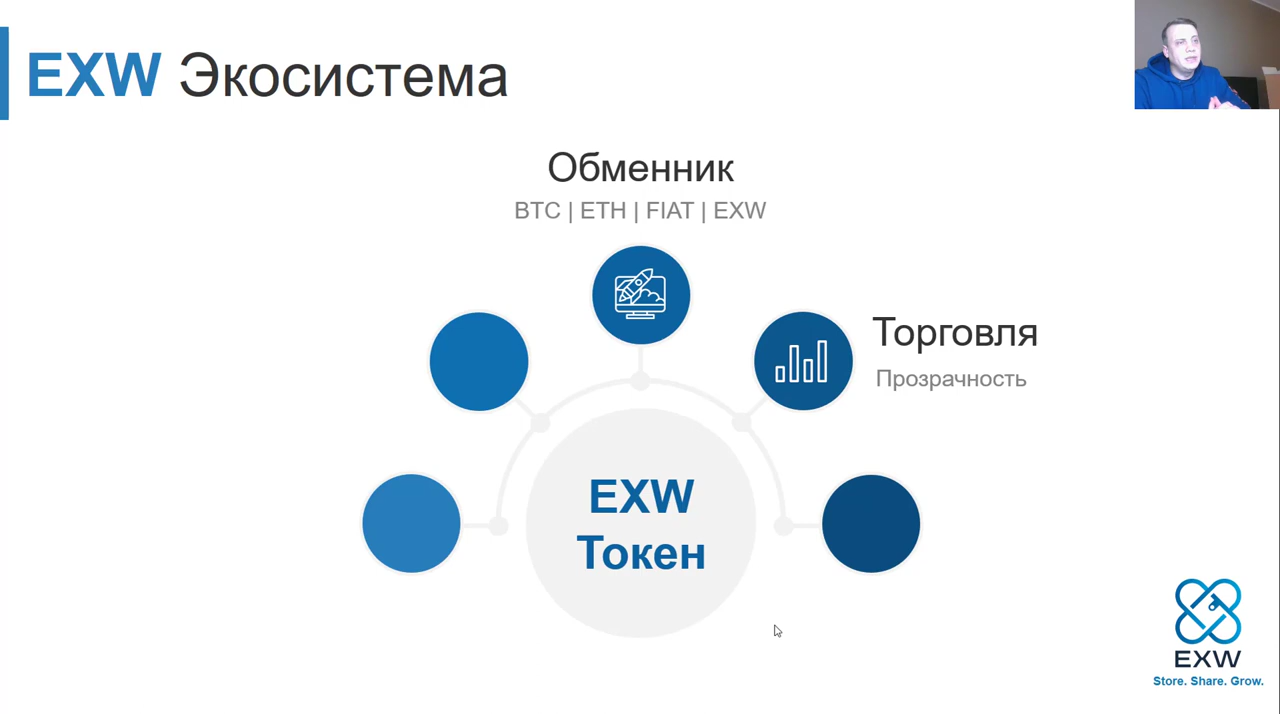 EXW Экосистема
Обменник
BTC | ETH | FIAT | EXW
Торговля
Прозрачность
EXW
Токен
EXW
Store. Share. Grow.